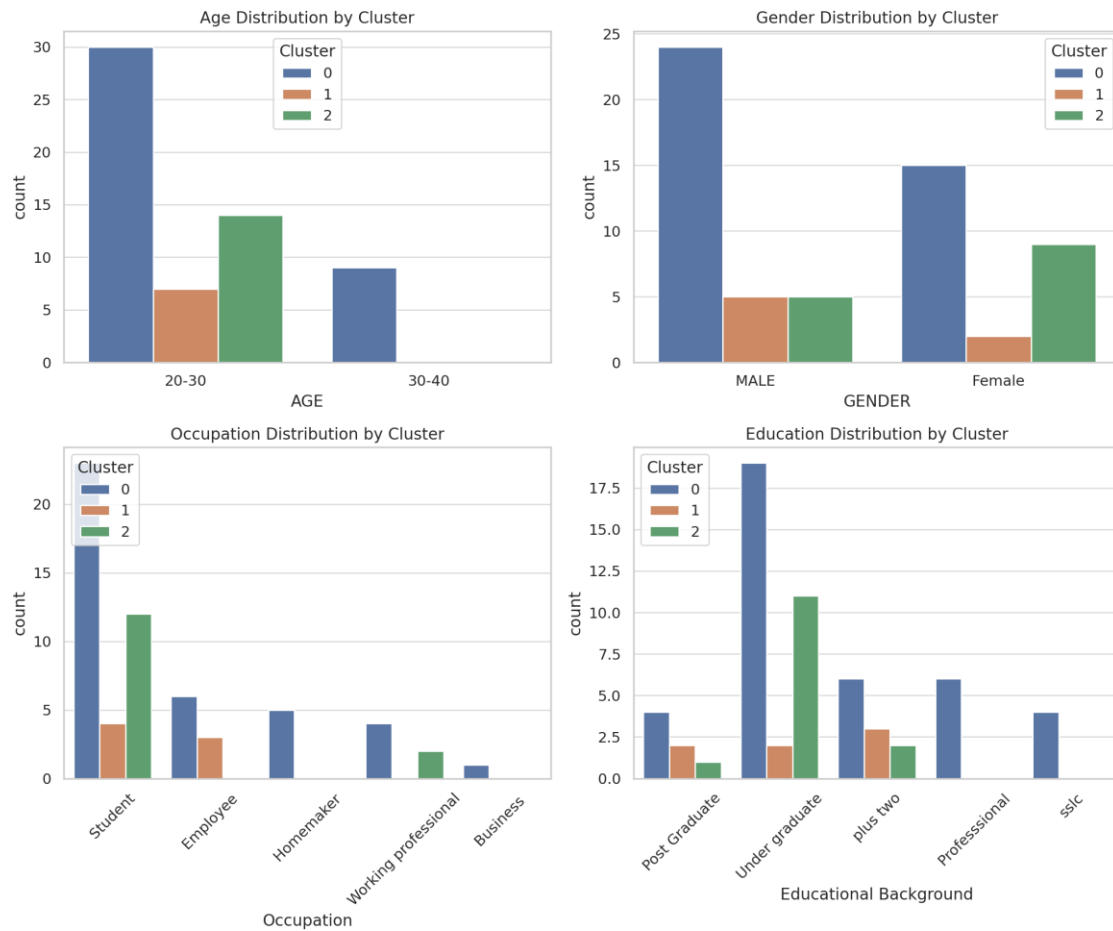 Age Distribution by Cluster
Cluster
0
1
2
30
25
20
15
10
5
0
count
20-30
30-40
AGE
Gender Distribution by Cluster
Cluster
0
1
2
25
20
15
10
5
0
count
MALE
Female
GENDER
Occupation Distribution by Cluster
Cluster
0
1
2
20
15
10
5
0
count
Student
Employee
Homemaker
Working professional
Business
Occupation
Education Distribution by Cluster
Cluster
0
1
2
17.5
15.0
12.5
10.0
7.5
5.0
2.5
0.0
count
Post Graduate
Under graduate
plus two
Professsional
sslc
Educational Background